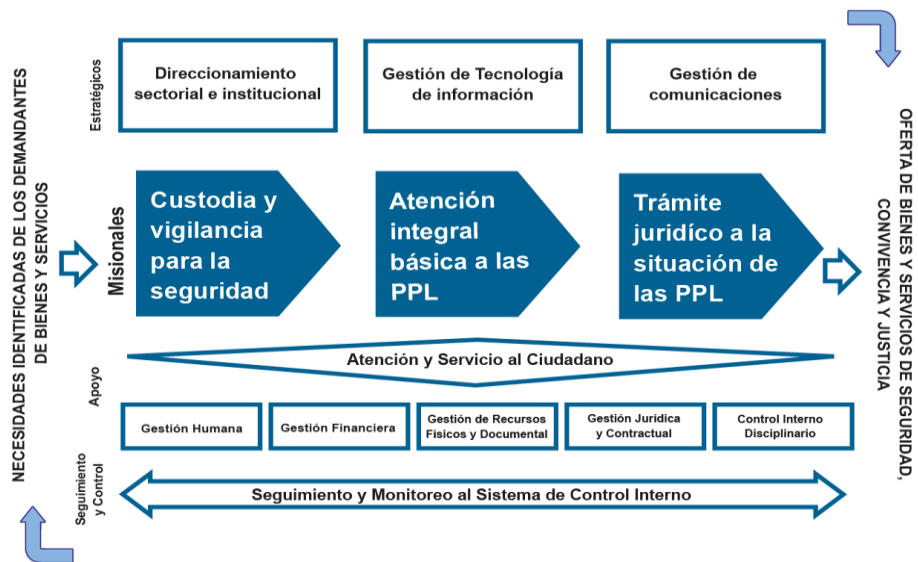 NECESIDADES IDENTIFICADAS DE LOS DEMANDANTES
DE BIENES Y SERVICIOS
Estratégicos
Direccionamiento
sectorial e institucional
Gestión de Tecnología
de información
Gestión de
comunicaciones
Misionales
Custodia y
vigilancia
para la
seguridad
Atención
integral
básica a las
PPL
Trámite
juridíco a la
situación de
las PPL
Apoyo
Atención y Servicio al Ciudadano
Gestión Humana
Gestión Financiera
Gestión de Recursos
Físicos y Documental
Gestión Jurídica
y Contractual
Control Interno
Disciplinario
Seguimiento
y Control
Seguimiento y Monitoreo al Sistema de Control Interno
OFERTA DE BIENES Y SERVICIOS DE SEGURIDAD,
CONVIVENCIA Y JUSTICIA